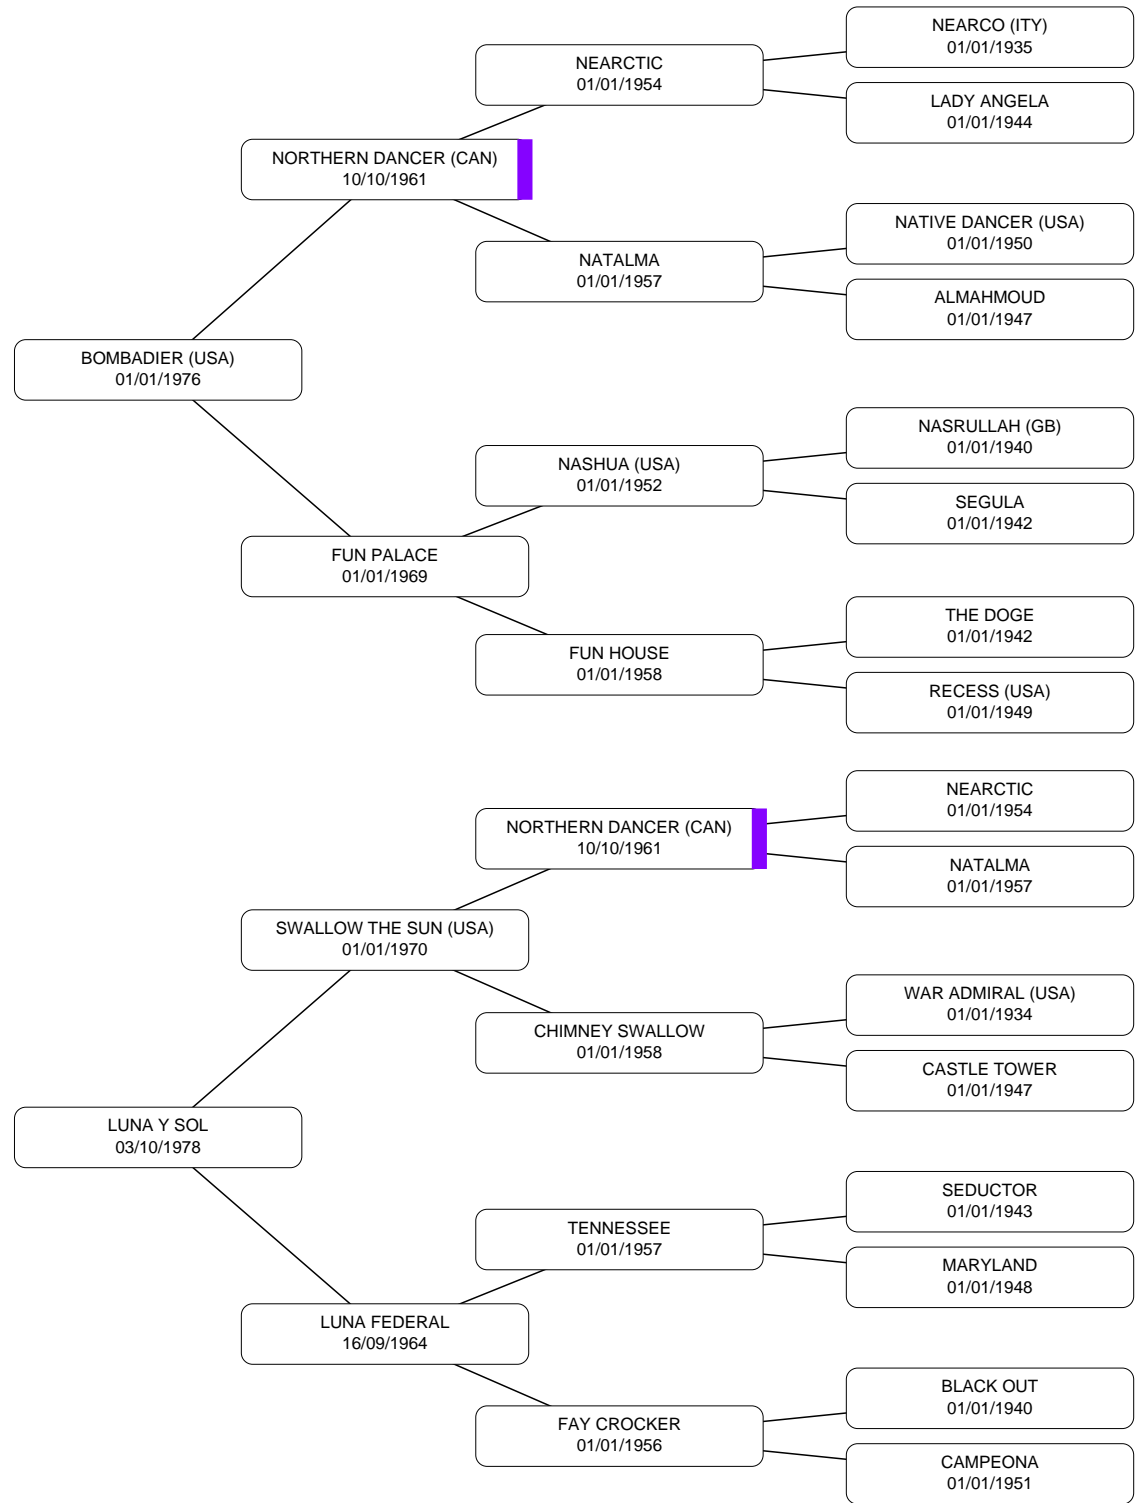 NEARCO (ITY)
01/01/1935
NEARCTIC
01/01/1954
LADY ANGELA
01/01/1944
NORTHERN DANCER (CAN)
10/10/1961
NATIVE DANCER (USA)
01/01/1950
NATALMA
01/01/1957
ALMAHMOUD
01/01/1947
BOMBADIER (USA)
01/01/1976
NASRULLAH (GB)
01/01/1940
NASHUA (USA)
01/01/1952
SEGULA
01/01/1942
FUN PALACE
01/01/1969
THE DOGE
01/01/1942
FUN HOUSE
01/01/1958
RECESS (USA)
01/01/1949
NEARCTIC
01/01/1954
NORTHERN DANCER (CAN)
10/10/1961
NATALMA
01/01/1957
SWALLOW THE SUN (USA)
01/01/1970
WAR ADMIRAL (USA)
01/01/1934
CHIMNEY SWALLOW
01/01/1958
CASTLE TOWER
01/01/1947
LUNA Y SOL
03/10/1978
SEDUCTOR
01/01/1943
TENNESSEE
01/01/1957
MARYLAND
01/01/1948
LUNA FEDERAL
16/09/1964
BLACK OUT
01/01/1940
FAY CROCKER
01/01/1956
CAMPEONA
01/01/1951